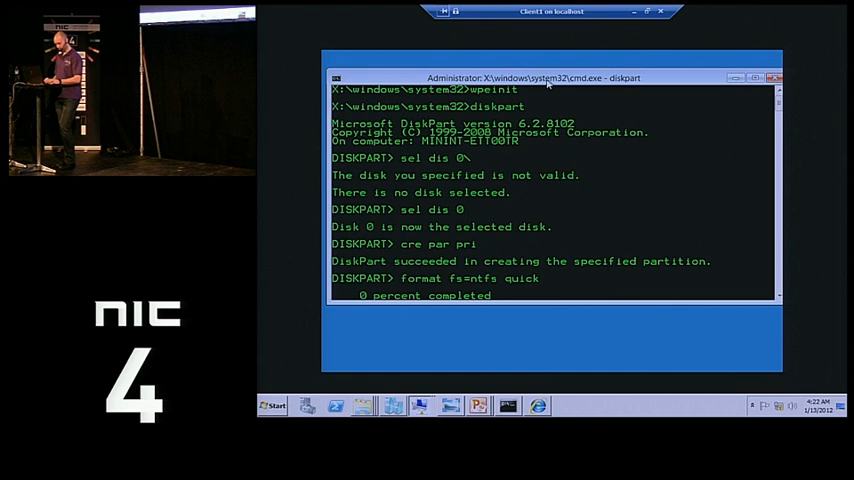 nic
4
Client1 on localhost
Administrator: X:\windows\system32\cmd.exe - diskpart
X:\windows\system32>wpeinit
X:\windows\system32>diskpart
Microsoft DiskPart version 6.2.8102
Copyright (C) 1999-2008 Microsoft Corporation.
On computer: MININT-ETT00TR
DISKPART> sel dis 0\
The disk you specified is not valid.
There is no disk selected.
DISKPART> sel dis 0
Disk 0 is now the selected disk.
DISKPART> cre par pri
DiskPart succeeded in creating the specified partition.
DISKPART> format fs=ntfs quick
0 percent completed
Start
4:22 AM
1/13/2012
nic
4